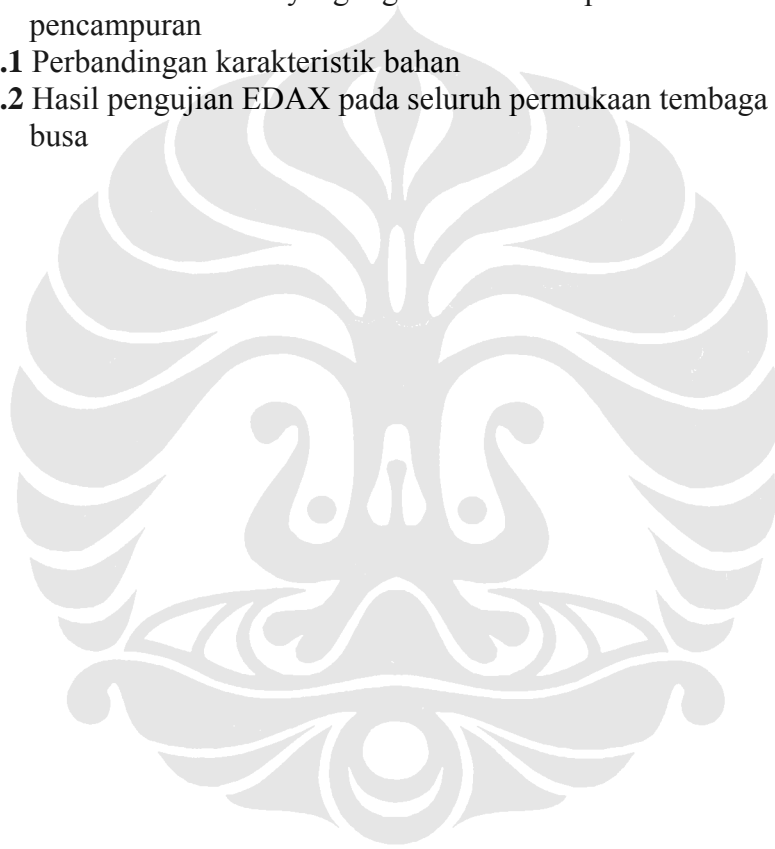 pencampuran
.1 Perbandingan karakteristik bahan
.2 Hasil pengujian EDAX pada seluruh permukaan tembaga
busa